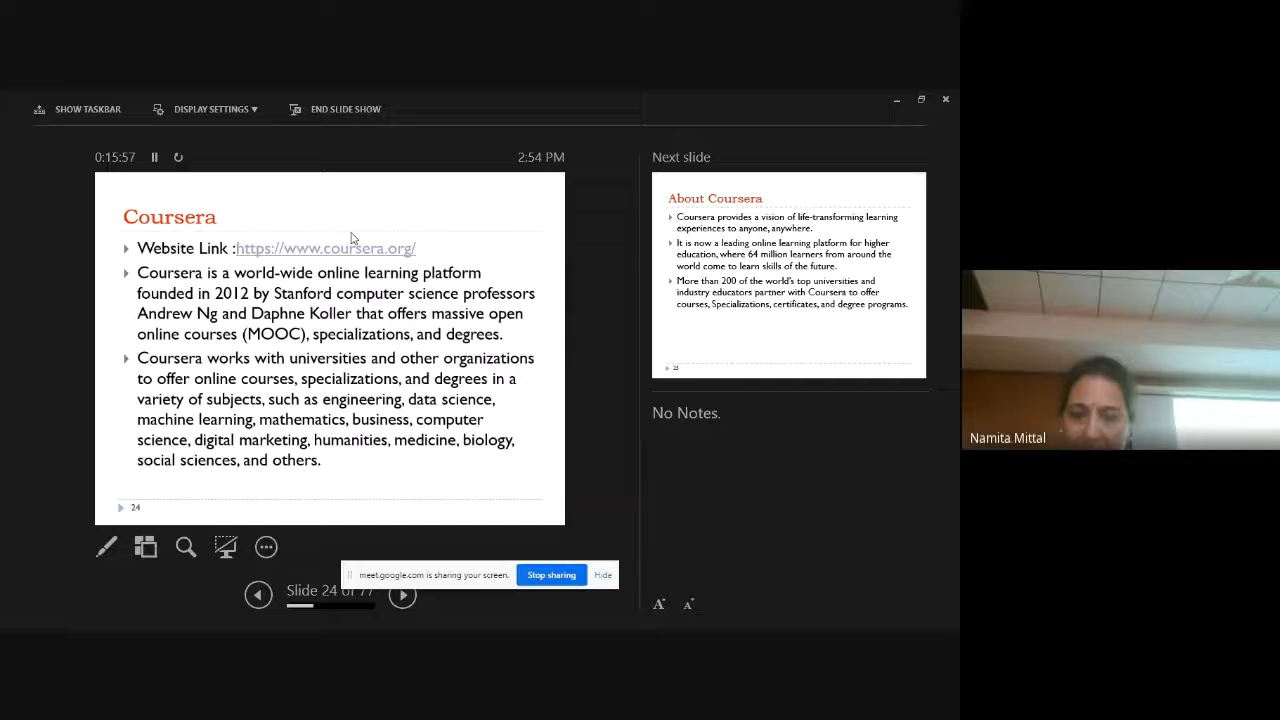 SHOW TASKBAR
DISPLAY SETTINGS
END SLIDE SHOW
0:15:57
2:54 PM
Coursera
Website Link :https://www.coursera.org/
Coursera is a world-wide online learning platform
founded in 2012 by Stanford computer science professors
Andrew Ng and Daphne Koller that offers massive open
online courses (MOOC), specializations, and degrees.
Coursera works with universities and other organizations
to offer online courses, specializations, and degrees in a
variety of subjects, such as engineering, data science,
machine learning, mathematics, business, computer
science, digital marketing, humanities, medicine, biology,
social sciences, and others.
24
Next slide
About Coursera
Coursera provides a vision of life-transforming learning
experiences to anyone, anywhere.
It is now a leading online learning platform for higher
education, where 64 million learners from around the
world come to learn skills of the future.
More than 200 of the world's top universities and
industry educators partner with Coursera to offer
courses, Specializations, certificates, and degree programs.
No Notes.
meet.google.com is sharing your screen.
Stop sharing
Hide
Slide 24 of 77
A A
Namita Mittal